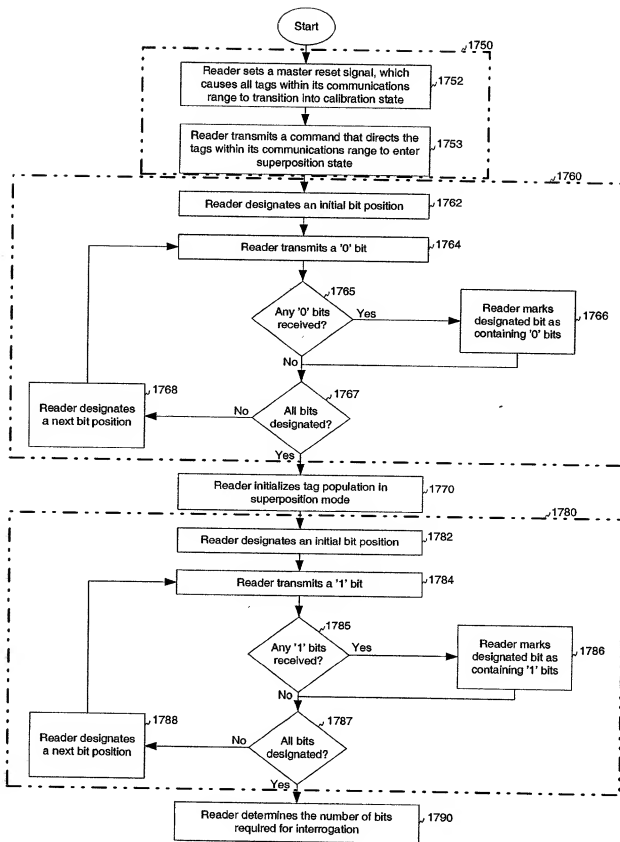 Start
1750
Reader sets a master reset signal, which
causes all tags within its communications
range to transition into calibration state
1752
Reader transmits a command that directs the
tags within its communications range to enter
superposition state
1753
1760
Reader designates an initial bit position
1762
Reader transmits a '0' bit
1764
1765
Any '0' bits
received?
Yes
Reader marks
designated bit as
containing '0' bits
1766
No
1767
All bits
designated?
No
1768
Reader designates
a next bit position
Yes
Reader initializes tag population in
superposition mode
1770
1780
Reader designates an initial bit position
1782
Reader transmits a '1' bit
1784
1785
Any '1' bits
received?
Yes
Reader marks
designated bit as
containing '1' bits
1786
No
1787
All bits
designated?
No
1788
Reader designates
a next bit position
Yes
Reader determines the number of bits
required for interrogation
1790